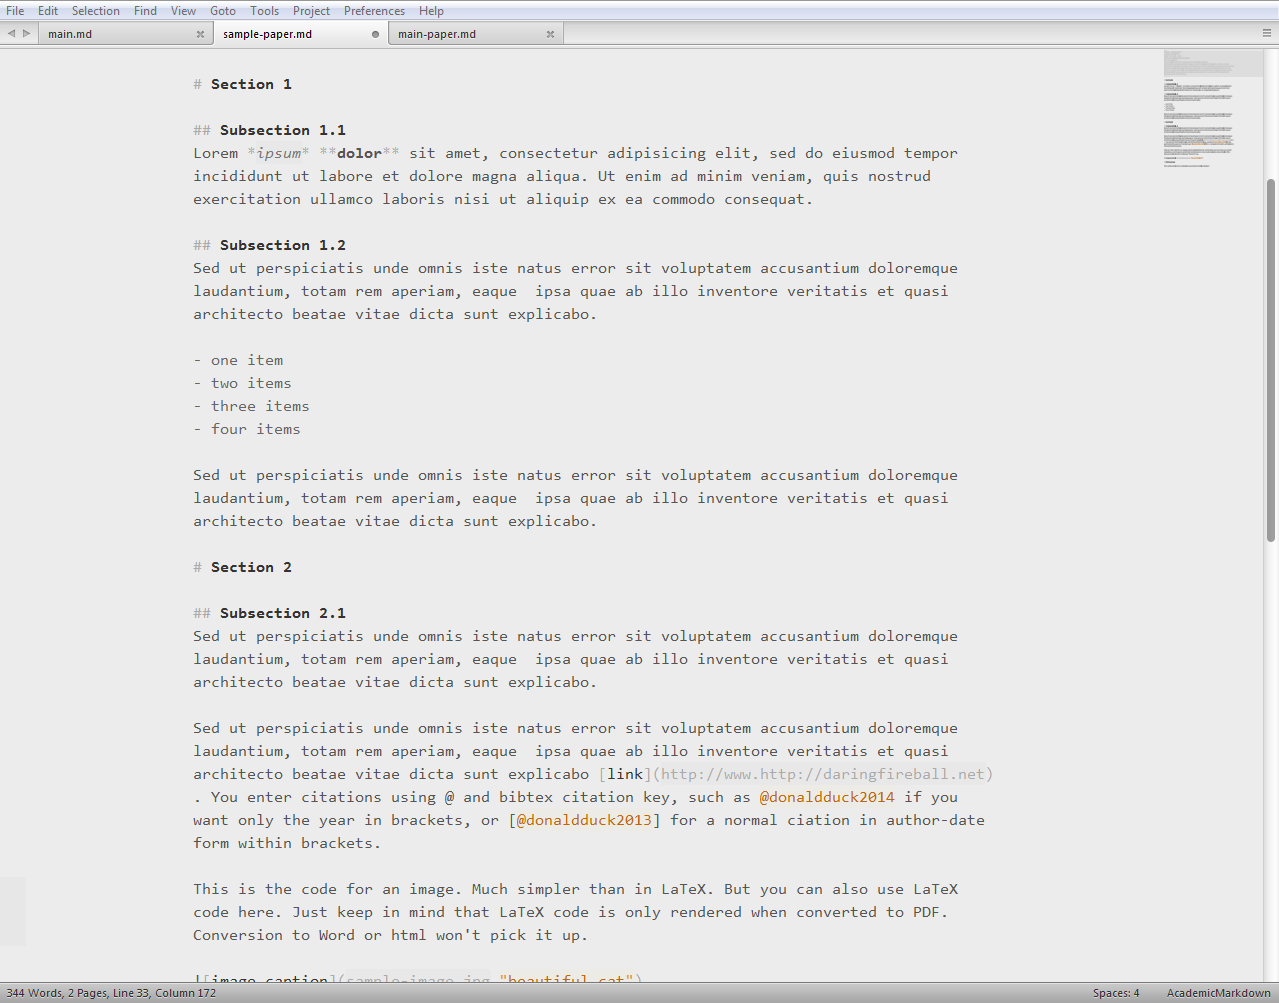 File Edit Selection Find View Goto Tools Project Preferences Help
main.md sample-paper.md main-paper.md
# Section 1
## Subsection 1.1
Lorem *ipsum* **dolor** sit amet, consectetur adipisicing elit, sed do eiusmod tempor
incididunt ut labore et dolore magna aliqua. Ut enim ad minim veniam, quis nostrud
exercitation ullamco laboris nisi ut aliquip ex ea commodo consequat.
## Subsection 1.2
Sed ut perspiciatis unde omnis iste natus error sit voluptatem accusantium doloremque
laudantium, totam rem aperiam, eaque  ipsa quae ab illo inventore veritatis et quasi
architecto beatae vitae dicta sunt explicabo.
- one item
- two items
- three items
- four items
Sed ut perspiciatis unde omnis iste natus error sit voluptatem accusantium doloremque
laudantium, totam rem aperiam, eaque  ipsa quae ab illo inventore veritatis et quasi
architecto beatae vitae dicta sunt explicabo.
# Section 2
## Subsection 2.1
Sed ut perspiciatis unde omnis iste natus error sit voluptatem accusantium doloremque
laudantium, totam rem aperiam, eaque  ipsa quae ab illo inventore veritatis et quasi
architecto beatae vitae dicta sunt explicabo.
Sed ut perspiciatis unde omnis iste natus error sit voluptatem accusantium doloremque
laudantium, totam rem aperiam, eaque  ipsa quae ab illo inventore veritatis et quasi
architecto beatae vitae dicta sunt explicabo [link](http://www.http://daringfireball.net)
. You enter citations using @ and bibtex citation key, such as @donaldduck2014 if you
want only the year in brackets, or [@donaldduck2013] for a normal ciation in author-date
form within brackets.
This is the code for an image. Much simpler than in LaTeX. But you can also use LaTeX
code here. Just keep in mind that LaTeX code is only rendered when converted to PDF.
Conversion to Word or html won't pick it up.
![image caption](sample-image.jpg "beautiful cat")
344 Words, 2 Pages, Line 33, Column 172 Spaces: 4 AcademicMarkdown